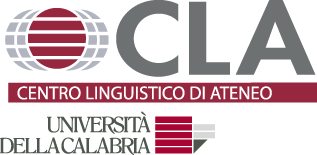 CLA
CENTRO LINGUISTICO DI ATENEO
UNIVERSITÀ
DELLA CALABRIA